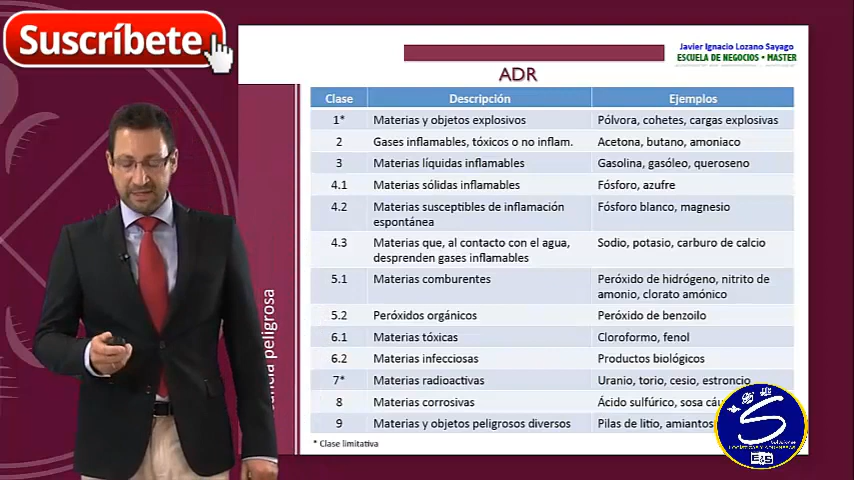 Suscríbete
Javier Ignacio Lozano Sayago
ESCUELA DE NEGOCIOS • MASTER
ADR
Clase Descripción Ejemplos
1* Materias y objetos explosivos Pólvora, cohetes, cargas explosivas
2 Gases inflamables, tóxicos o no inflam. Acetona, butano, amoniaco
3 Materias líquidas inflamables Gasolina, gasóleo, queroseno
4.1 Materias sólidas inflamables Fósforo, azufre
4.2 Materias susceptibles de inflamación Fósforo blanco, magnesio
espontánea
4.3 Materias que, al contacto con el agua, Sodio, potasio, carburo de calcio
desprenden gases inflamables
5.1 Materias comburentes Peróxido de hidrógeno, nitrito de
amonio, clorato amónico
5.2 Peróxidos orgánicos Peróxido de benzoilo
6.1 Materias tóxicas Cloroformo, fenol
6.2 Materias infecciosas Productos biológicos
7* Materias radioactivas Uranio, torio, cesio, estroncio
8 Materias corrosivas Ácido sulfúrico, sosa
9 Materias y objetos peligrosos diversos Pilas de litio, amiantos
* Clase limitativa
peligrosa
S
Soluciones
LOGÍSTICAS Y ADUANERAS